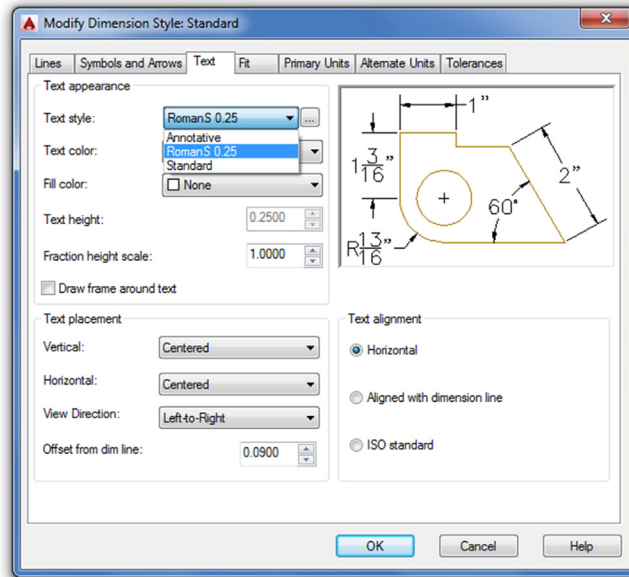 Modify Dimension Style: Standard
Lines
Symbols and Arrows
Text
Fit
Primary Units
Alternate Units
Tolerances
Text appearance
Text style:
RomanS 0.25
...
Annotative
RomanS 0.25
Standard
Text color:
Fill color:
None
Text height:
0.2500
Fraction height scale:
1.0000
Draw frame around text
1"
1 3/16"
2"
60°
R13/16"
Text placement
Vertical:
Centered
Horizontal:
Centered
View Direction:
Left-to-Right
Offset from dim line:
0.0900
Text alignment
Horizontal
Aligned with dimension line
ISO standard
OK
Cancel
Help